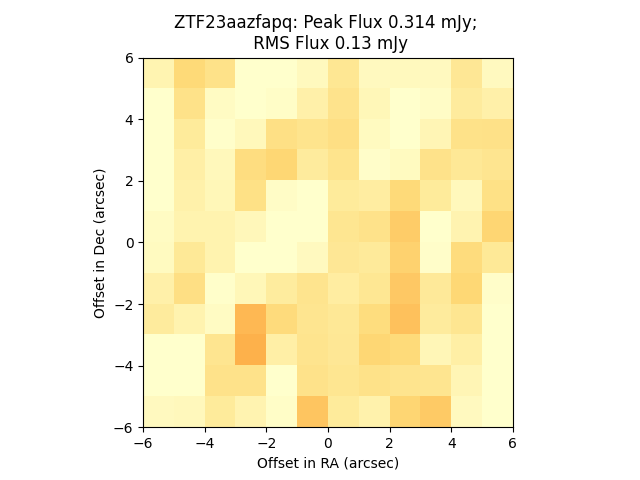 ZTF23aazfapq: Peak Flux 0.314 mJy;
RMS Flux 0.13 mJy
6
4
2
0
−2
−4
−6
Offset in Dec (arcsec)
−6 −4 −2 0 2 4 6
Offset in RA (arcsec)